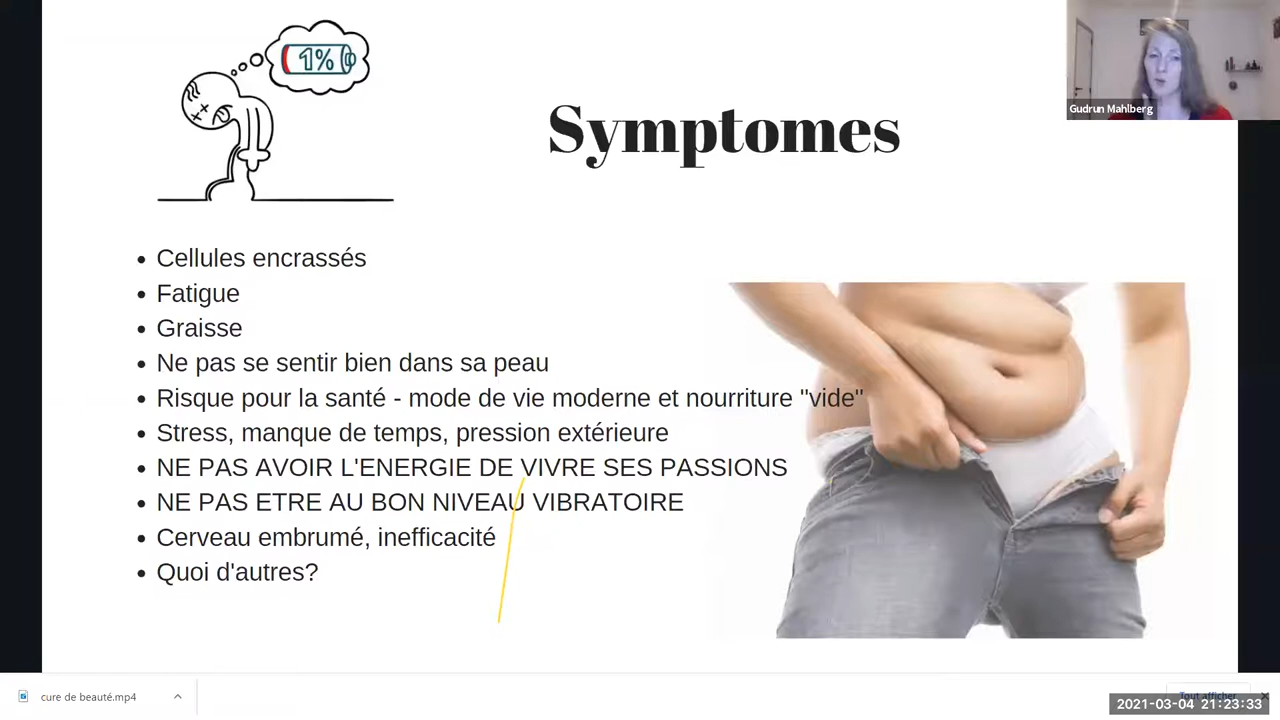 1%
Symptomes
Gudrun Mahlberg
Cellules encrassés
Fatigue
Graisse
Ne pas se sentir bien dans sa peau
Risque pour la santé - mode de vie moderne et nourriture "vide"
Stress, manque de temps, pression extérieure
NE PAS AVOIR L'ENERGIE DE VIVRE SES PASSIONS
NE PAS ETRE AU BON NIVEAU VIBRATOIRE
Cerveau embrumé, inefficacité
Quoi d'autres?
cure de beauté.mp4
Tout afficher
2021-03-04 21:23:33